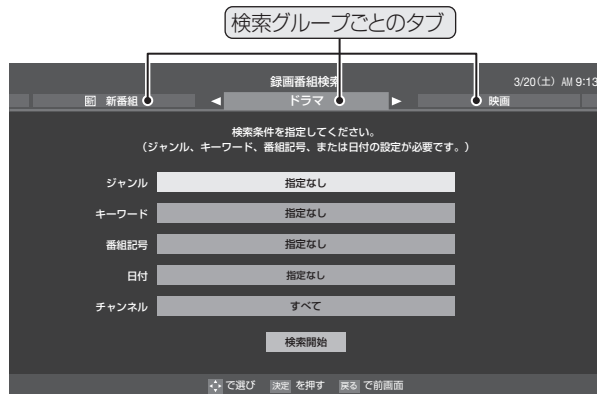 検索グループごとのタブ
録画番組検索
3/20(土) AM 9:13
新 新番組
◀ ドラマ ▶
映画
検索条件を指定してください。
(ジャンル、キーワード、番組記号、または日付の設定が必要です。)
ジャンル 指定なし
キーワード 指定なし
番組記号 指定なし
日付 指定なし
チャンネル すべて
検索開始
で選び 決定 を押す 戻る で前画面